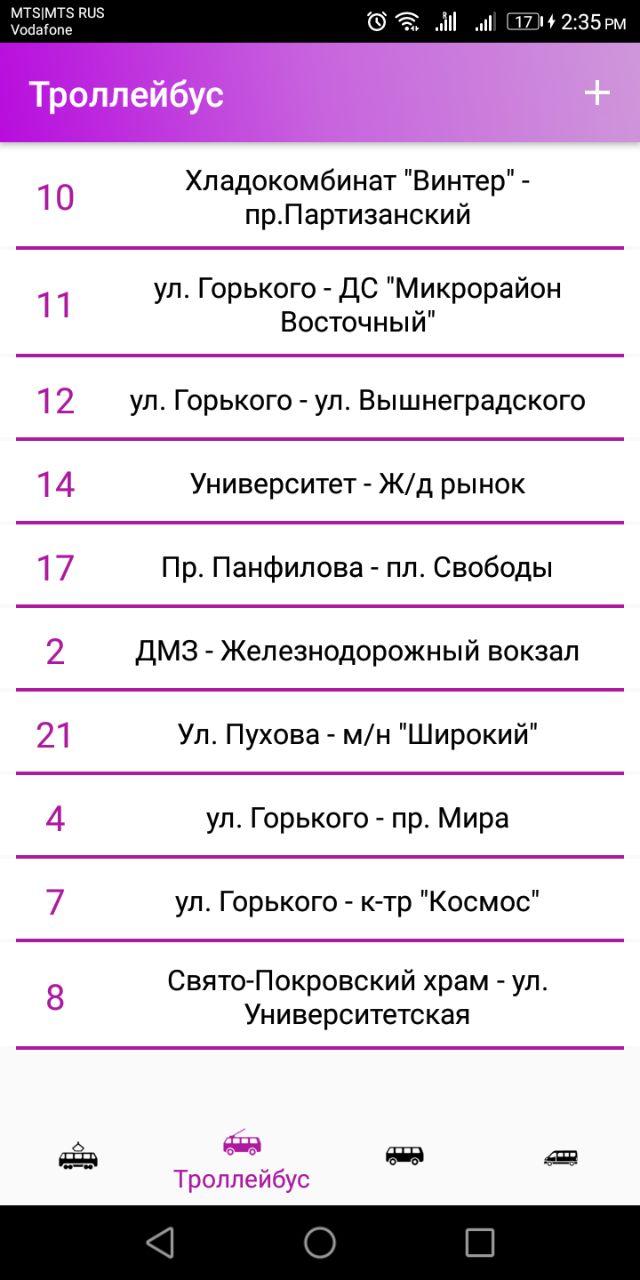 MTS|MTS RUS
Vodafone
17
2:35 PM
Троллейбус
+
10
Хладокомбинат "Винтер" -
пр.Партизанский
11
ул. Горького - ДС "Микрорайон
Восточный"
12
ул. Горького - ул. Вышнеградского
14
Университет - Ж/д рынок
17
Пр. Панфилова - пл. Свободы
2
ДМЗ - Железнодорожный вокзал
21
Ул. Пухова - м/н "Широкий"
4
ул. Горького - пр. Мира
7
ул. Горького - к-тр "Космос"
8
Свято-Покровский храм - ул.
Университетская
Троллейбус